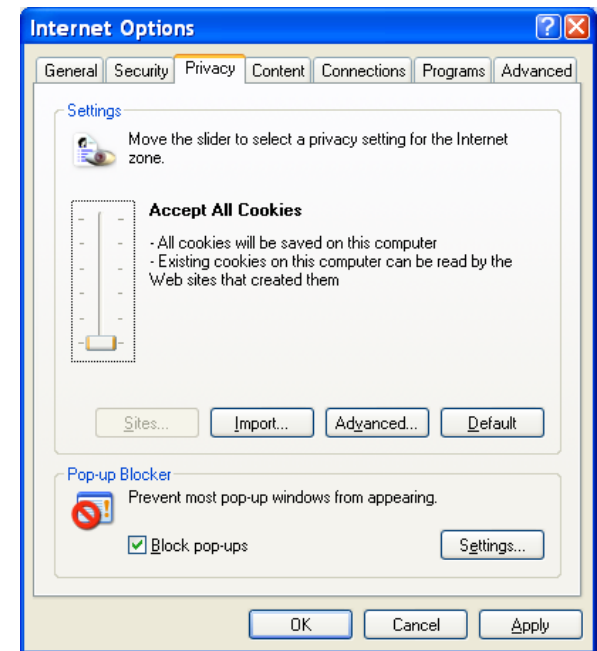 Internet Options
General Security Privacy Content Connections Programs Advanced
Settings
Move the slider to select a privacy setting for the Internet
zone.
Accept All Cookies
- All cookies will be saved on this computer
- Existing cookies on this computer can be read by the
Web sites that created them
Sites... Import... Advanced... Default
Pop-up Blocker
Prevent most pop-up windows from appearing.
Block pop-ups Settings...
OK Cancel Apply